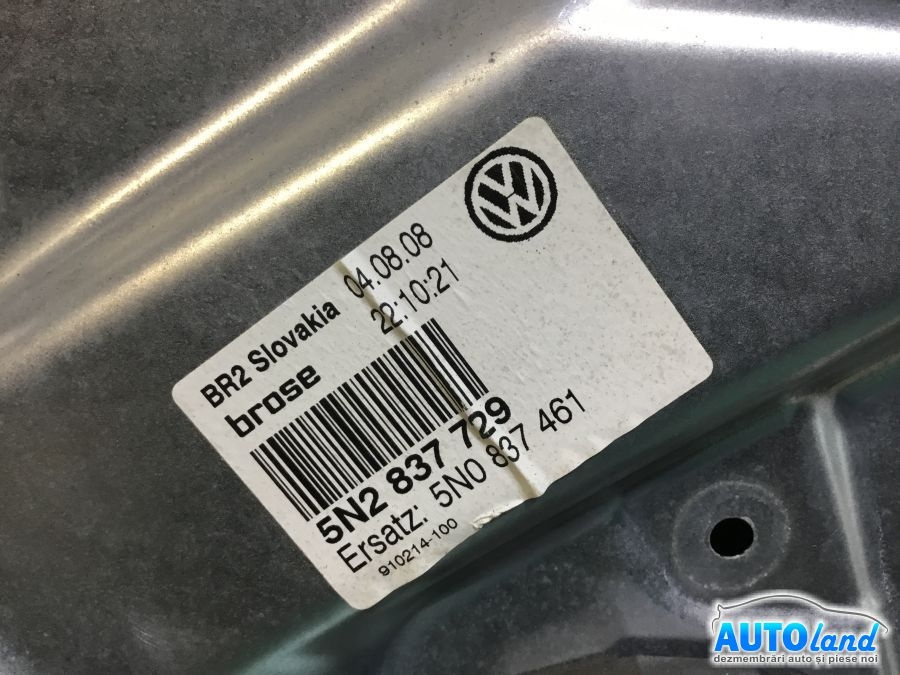 BR2 Slovakia 04.08.08
brose 22:10:21
5N2 837 729
Ersatz: 5N0 837 461
910214-100
AUTOland
dezmembrări auto și piese noi